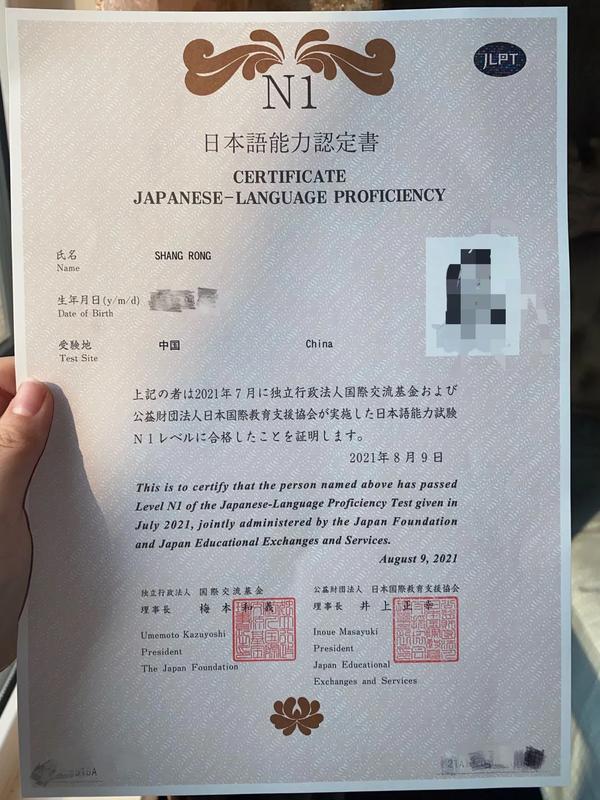 JLPT
N1
日本語能力認定書
CERTIFICATE
JAPANESE-LANGUAGE PROFICIENCY
氏名 SHANG RONG
Name
生年月日(y/m/d)
Date of Birth
受験地 中国 China
Test Site
上記の者は2021年7月に独立行政法人国際交流基金および
公益財団法人日本国際教育支援協会が実施した日本語能力試験
N1レベルに合格したことを証明します。
2021年8月9日
This is to certify that the person named above has passed
Level N1 of the Japanese-Language Proficiency Test given in
July 2021, jointly administered by the Japan Foundation
and Japan Educational Exchanges and Services.
August 9, 2021
独立行政法人 国際交流基金
理事長 梅本和義
Umemoto Kazuyoshi
President
The Japan Foundation
公益財団法人 日本国際教育支援協会
理事長 井上正幸
Inoue Masayuki
President
Japan Educational
Exchanges and Services